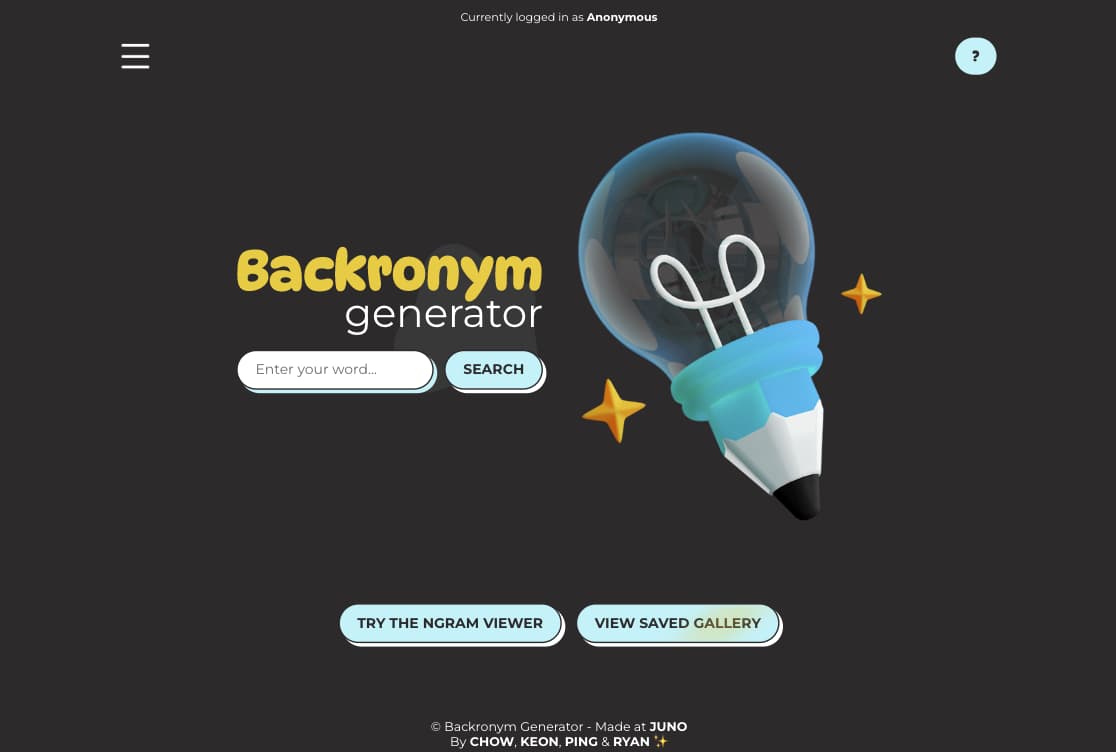 Currently logged in as Anonymous
?
Backronym
generator
Enter your word...
SEARCH
TRY THE NGRAM VIEWER
VIEW SAVED GALLERY
© Backronym Generator - Made at JUNO
By CHOW, KEON, PING & RYAN ✨